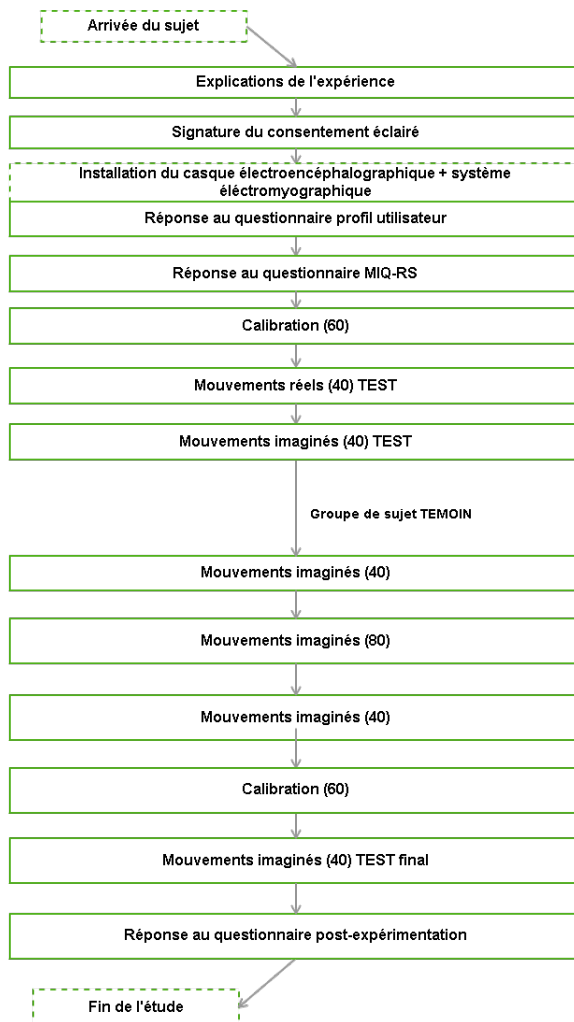 Arrivée du sujet
Explications de l'expérience
Signature du consentement éclairé
Installation du casque électroencéphalographique + système
éléctromyographique
Réponse au questionnaire profil utilisateur
Réponse au questionnaire MIQ-RS
Calibration (60)
Mouvements réels (40) TEST
Mouvements imaginés (40) TEST
Groupe de sujet TEMOIN
Mouvements imaginés (40)
Mouvements imaginés (80)
Mouvements imaginés (40)
Calibration (60)
Mouvements imaginés (40) TEST final
Réponse au questionnaire post-expérimentation
Fin de l'étude